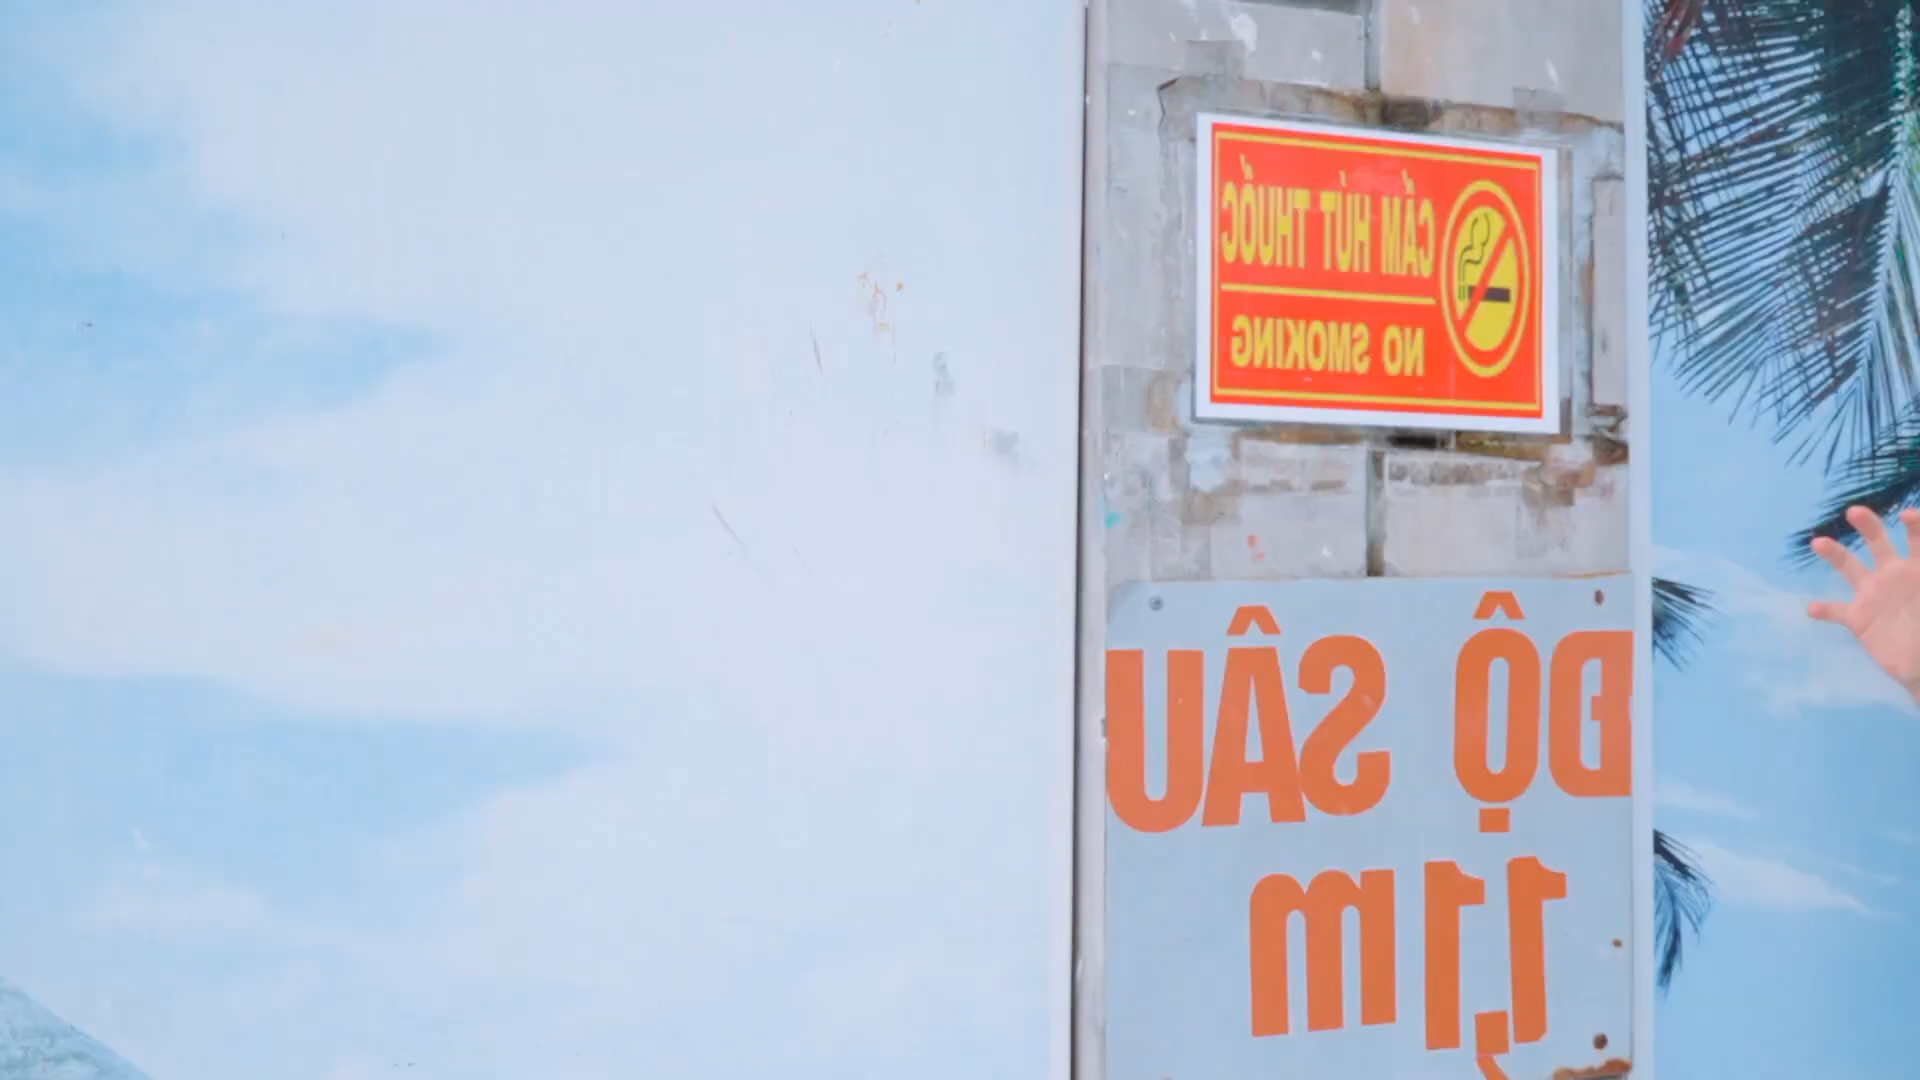 CẤM HÚT THUỐC
NO SMOKING
ĐỘ SÂU
1,1m